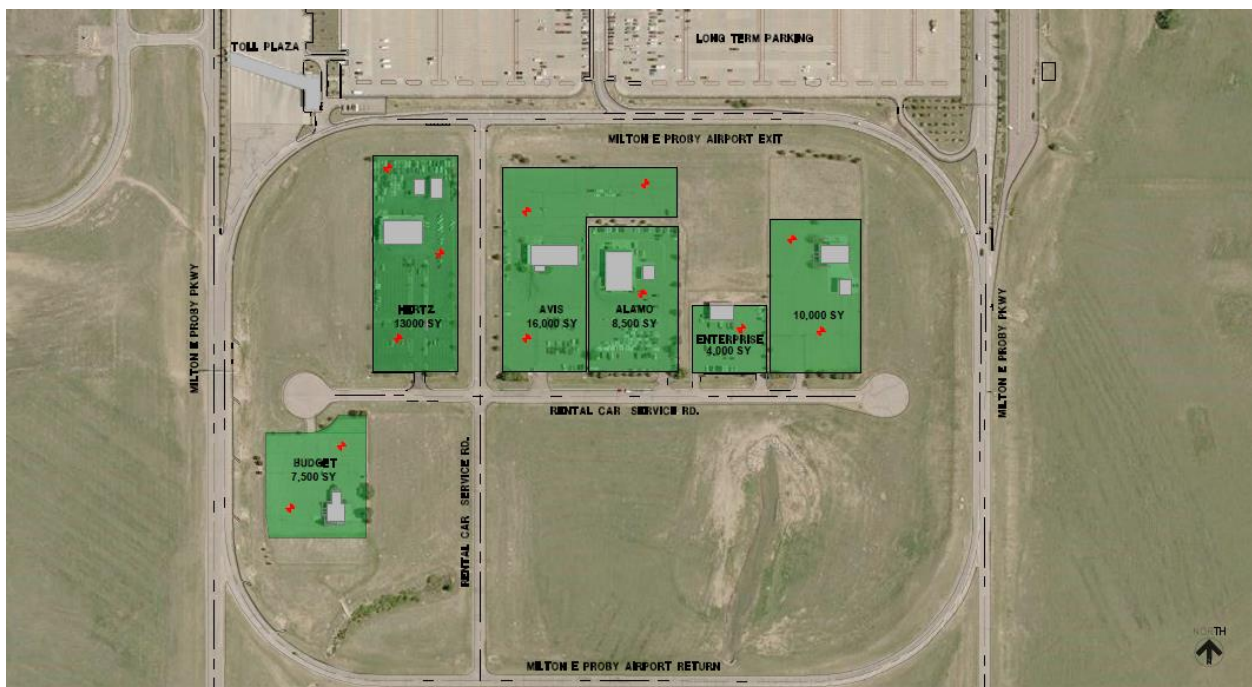 TOLL PLAZA
LONG TERM PARKING
MILTON E PROBY AIRPORT EXIT
MILTON E PROBY PKWY
HERTZ
13000 SY
AVIS
16,000 SY
ALAMO
8,500 SY
ENTERPRISE
4,000 SY
10,000 SY
MILTON E PROBY PKWY
RENTAL CAR SERVICE RD.
BUDGET
7,500 SY
RENTAL CAR SERVICE RD.
MILTON E PROBY AIRPORT RETURN
NORTH